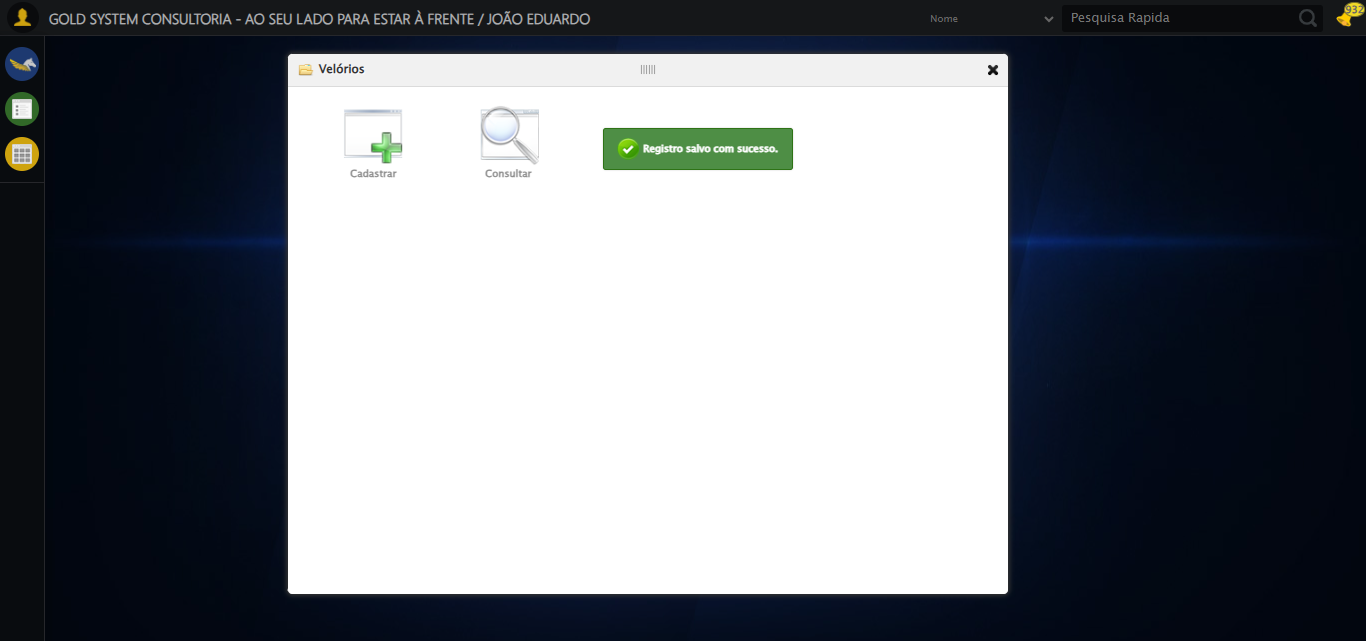 GOLD SYSTEM CONSULTORIA - AO SEU LADO PARA ESTAR À FRENTE / JOÃO EDUARDO
Nome
Pesquisa Rapida
932
Velórios
Cadastrar
Consultar
Registro salvo com sucesso.